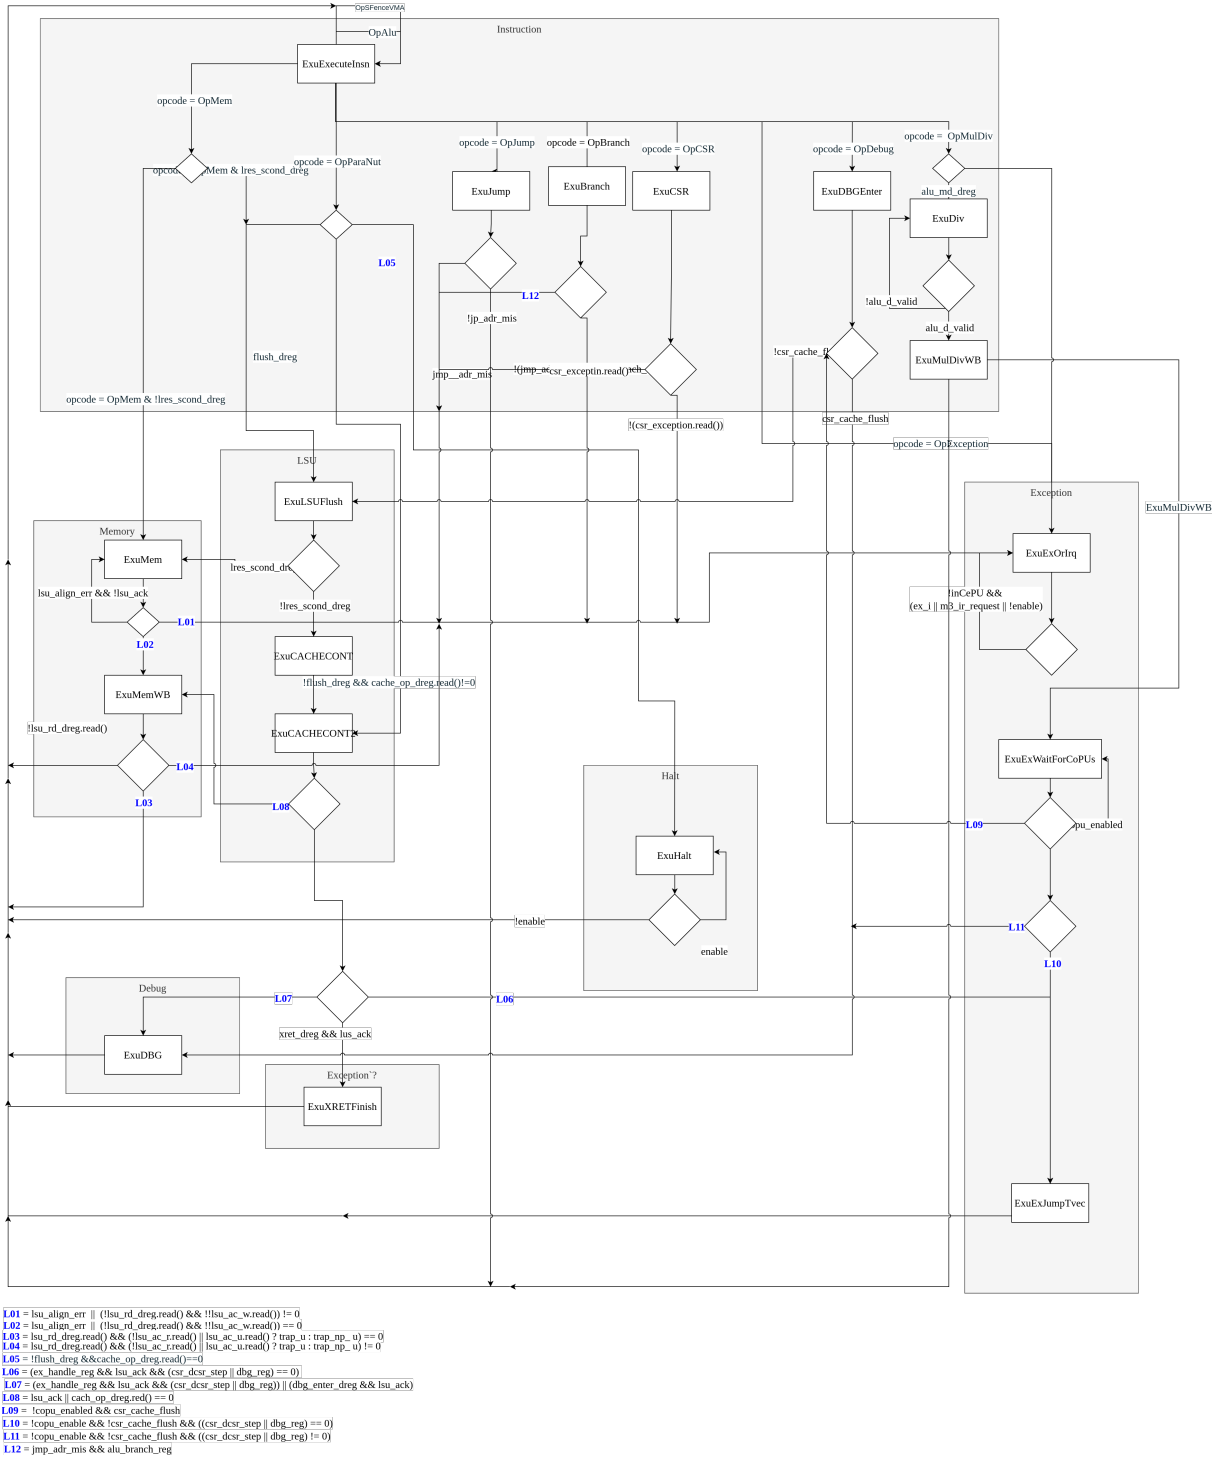 OpSFenceVMA
Instruction
OpAlu
ExuExecuteInsn
opcode = OpMem
opcode = OpJump
opcode = OpBranch
opcode = OpCSR
opcode = OpDebug
opcode =  OpMulDiv
opcode = OpParaNut
Mem & lres_scond_dreg
ExuJump
ExuBranch
ExuCSR
ExuDBGEnter
alu_md_dreg
ExuDiv
L05
L12
!jp_adr_mis
!alu_d_valid
alu_d_valid
flush_dreg
!csr_cache_fl
ExuMulDivWB
jmp__adr_mis
csr_exceptin.read()
opcode = OpMem & !lres_scond_dreg
!(csr_exception.read())
csr_cache_flush
opcode = OpException
LSU
Exception
ExuLSUFlush
ExuMulDivWB
Memory
ExuMem
ExuExOrIrq
lres_scond_dre
lsu_align_err && !lsu_ack
!inCePU &&
(ex_i || m3_ir_request || !enable)
!lres_scond_dreg
L01
L02
ExuCACHECONT
!flush_dreg && cache_op_dreg.read()!=0
ExuMemWB
!lsu_rd_dreg.read()
ExuCACHECONT2
ExuExWaitForCoPUs
L04
Halt
L03
L08
L09
pu_enabled
ExuHalt
!enable
enable
L11
L10
Debug
L07
L06
xret_dreg && lus_ack
ExuDBG
Exception`?
ExuXRETFinish
ExuExJumpTvec
L01 = lsu_align_err  ||  (!lsu_rd_dreg.read() && !!lsu_ac_w.read()) != 0
L02 = lsu_align_err  ||  (!lsu_rd_dreg.read() && !!lsu_ac_w.read()) == 0
L03 = lsu_rd_dreg.read() && (!lsu_ac_r.read() || lsu_ac_u.read() ? trap_u : trap_np_ u) == 0
L04 = lsu_rd_dreg.read() && (!lsu_ac_r.read() || lsu_ac_u.read() ? trap_u : trap_np_ u) != 0
L05 = !flush_dreg &&cache_op_dreg.read()==0
L06 = (ex_handle_reg && lsu_ack && (csr_dcsr_step || dbg_reg) == 0)
L07 = (ex_handle_reg && lsu_ack && (csr_dcsr_step || dbg_reg)) || (dbg_enter_dreg && lsu_ack)
L08 = lsu_ack || cach_op_dreg.red() == 0
L09 =  !copu_enabled && csr_cache_flush
L10 = !copu_enable && !csr_cache_flush && ((csr_dcsr_step || dbg_reg) == 0)
L11 = !copu_enable && !csr_cache_flush && ((csr_dcsr_step || dbg_reg) != 0)
L12 = jmp_adr_mis && alu_branch_reg